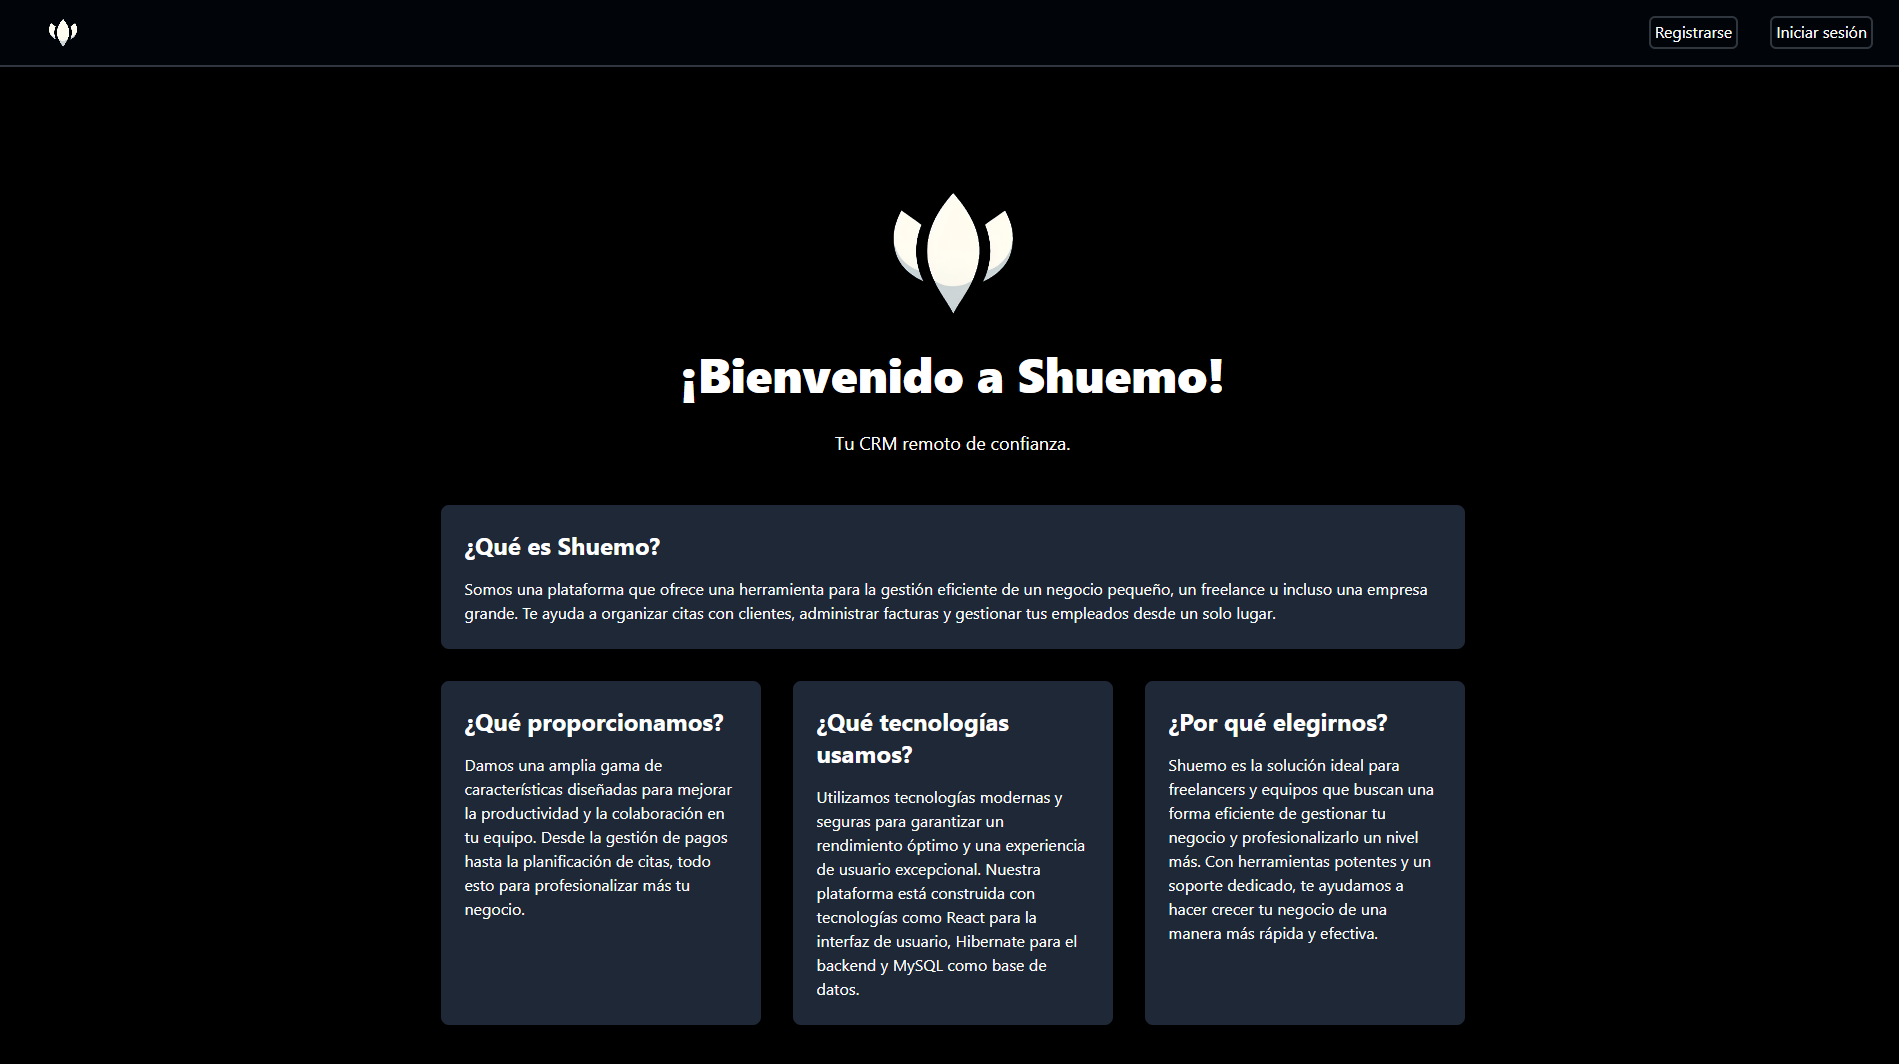 Registrarse
Iniciar sesión
¡Bienvenido a Shuemo!
Tu CRM remoto de confianza.
¿Qué es Shuemo?
Somos una plataforma que ofrece una herramienta para la gestión eficiente de un negocio pequeño, un freelance u incluso una empresa
grande. Te ayuda a organizar citas con clientes, administrar facturas y gestionar tus empleados desde un solo lugar.
¿Qué proporcionamos?
Damos una amplia gama de
características diseñadas para mejorar
la productividad y la colaboración en
tu equipo. Desde la gestión de pagos
hasta la planificación de citas, todo
esto para profesionalizar más tu
negocio.
¿Qué tecnologías
usamos?
Utilizamos tecnologías modernas y
seguras para garantizar un
rendimiento óptimo y una experiencia
de usuario excepcional. Nuestra
plataforma está construida con
tecnologías como React para la
interfaz de usuario, Hibernate para el
backend y MySQL como base de
datos.
¿Por qué elegirnos?
Shuemo es la solución ideal para
freelancers y equipos que buscan una
forma eficiente de gestionar tu
negocio y profesionalizarlo un nivel
más. Con herramientas potentes y un
soporte dedicado, te ayudamos a
hacer crecer tu negocio de una
manera más rápida y efectiva.